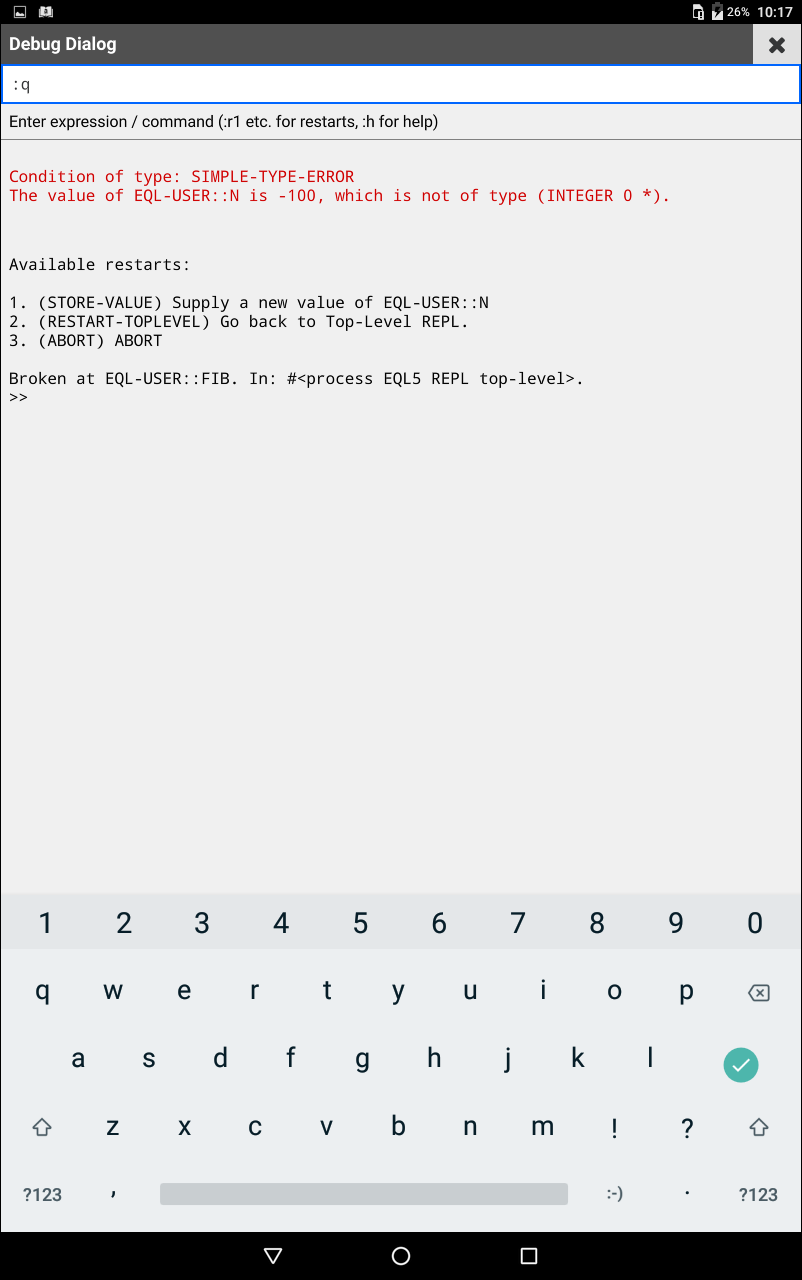 26% 10:17
Debug Dialog
:q
Enter expression / command (:r1 etc. for restarts, :h for help)
Condition of type: SIMPLE-TYPE-ERROR
The value of EQL-USER::N is -100, which is not of type (INTEGER 0 *).
Available restarts:
1. (STORE-VALUE) Supply a new value of EQL-USER::N
2. (RESTART-TOPLEVEL) Go back to Top-Level REPL.
3. (ABORT) ABORT
Broken at EQL-USER::FIB. In: #<process EQL5 REPL top-level>.
>>
1 2 3 4 5 6 7 8 9 0
q w e r t y u i o p
a s d f g h j k l
z x c v b n m ! ?
?123 , :-) . ?123